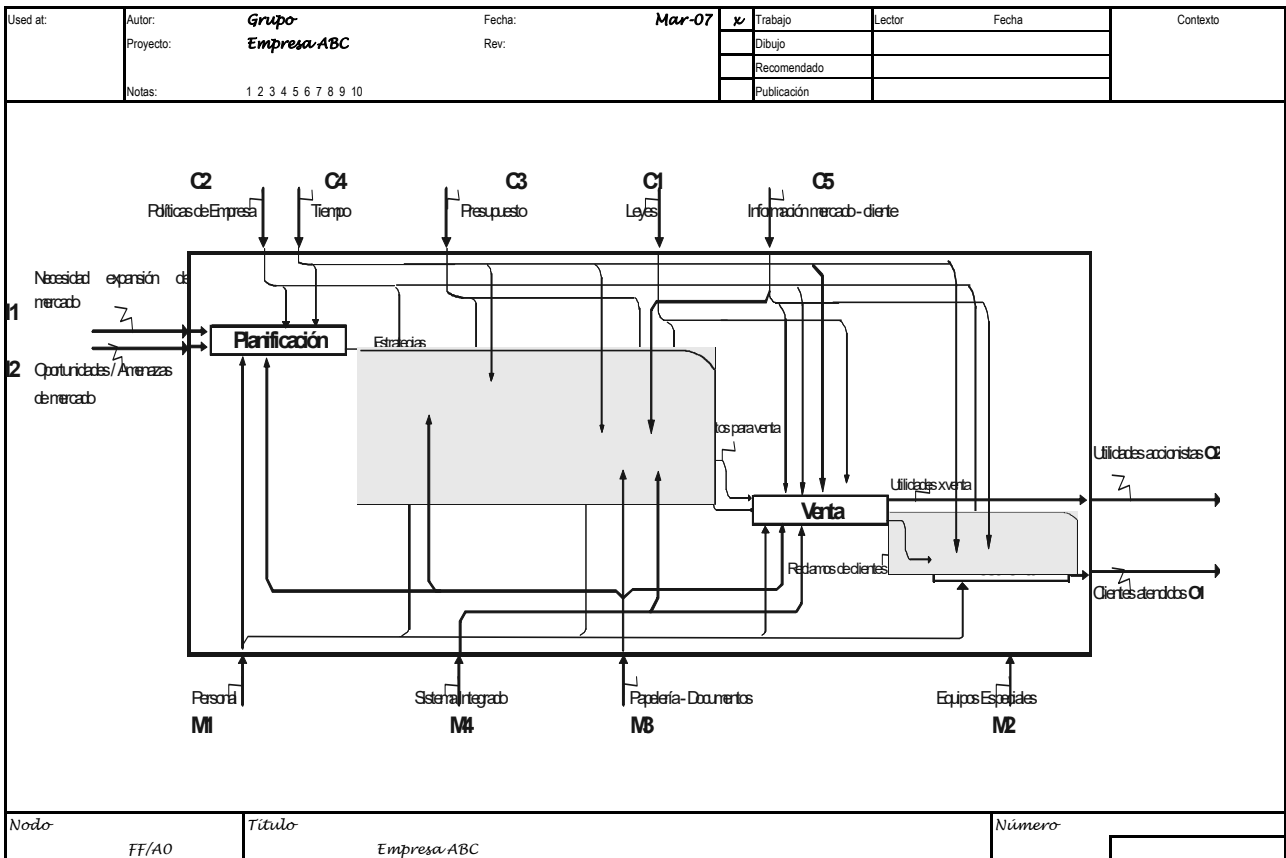 Used at:
Autor:
Grupo
Fecha:
Mar-07
x
Trabajo
Lector
Fecha
Contexto
Proyecto:
Empresa ABC
Rev:
Dibujo
Recomendado
Notas:
1 2 3 4 5 6 7 8 9 10
Publicación
C2
C4
C3
C1
C5
Políticas de Empresa
Tiempo
Presupuesto
Leyes
Información mercado - cliente
Necesidad expansión de
mercado
I1
Planificación
Estrategias
I2
Oportunidades / Amenazas
de mercado
para venta
Utilidades accionistas O2
Utilidades x venta
Venta
Reclamos de clientes
Clientes atendidos O1
Personal
Sistema Integrado
Papelería - Documentos
Equipos Especiales
M1
M4
M3
M2
Nodo
Título
Número
FF/A0
Empresa ABC